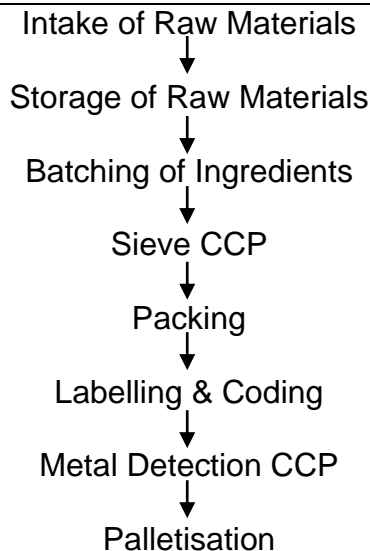 Intake of Raw Materials
Storage of Raw Materials
Batching of Ingredients
Sieve CCP
Packing
Labelling & Coding
Metal Detection CCP
Palletisation